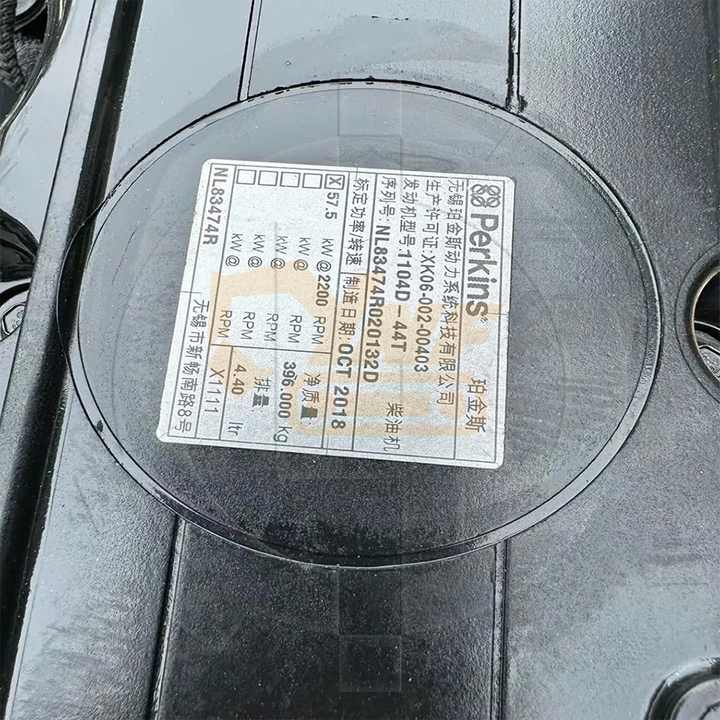 Perkins® 珀金斯
无锡珀金斯动力系统科技有限公司
生产许可证:XK06-002-00403
发动机型号:1104D-44T 柴油机
序列号:NL83474R020132D
标定功率/转速 制造日期:OCT 2018
X 57.5 kW @ 2200 RPM 净质量:
kW @ RPM 396.000 kg
kW @ RPM 排量
kW @ RPM 4.40 ltr
kW @ RPM X1111
NL83474R 无锡市新畅南路8号